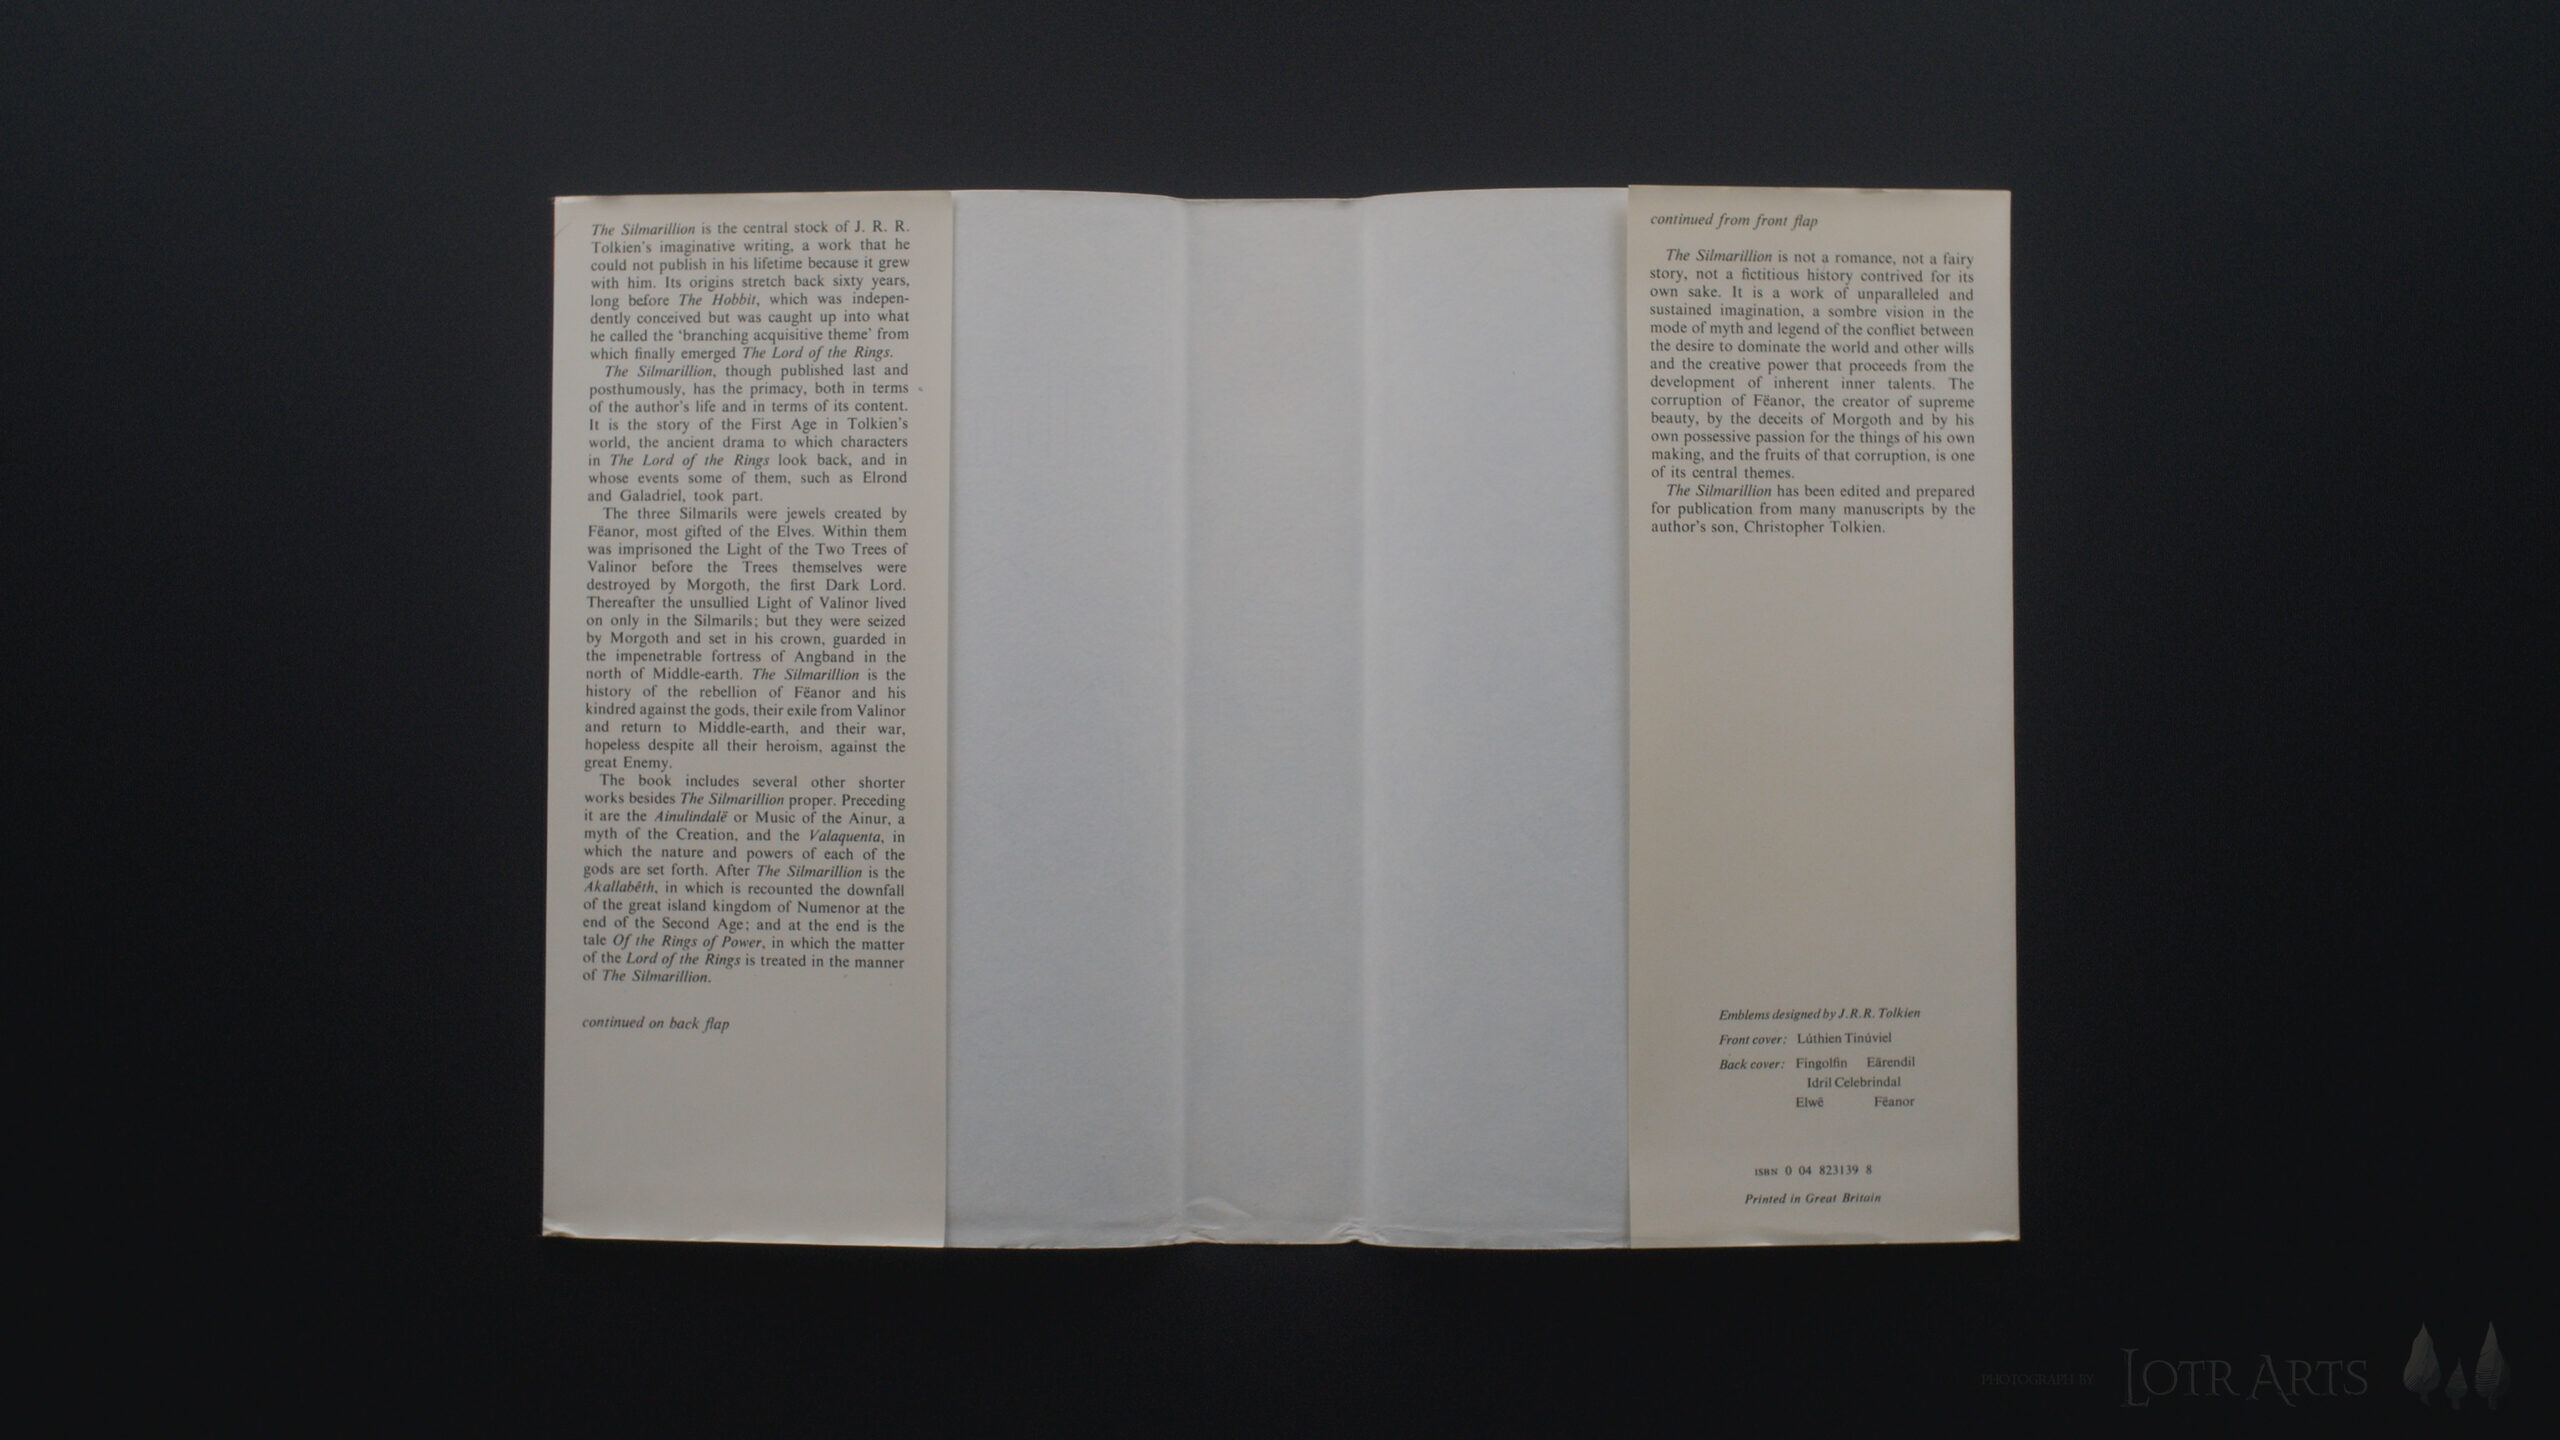 The Silmarillion is the central stock of J. R. R.
Tolkien's imaginative writing, a work that he
could not publish in his lifetime because it grew
with him. Its origins stretch back sixty years,
long before The Hobbit, which was indepen-
dently conceived but was caught up into what
he called the ‘branching acquisitive theme’ from
which finally emerged The Lord of the Rings.
The Silmarillion, though published last and
posthumously, has the primacy, both in terms
of the author's life and in terms of its content.
It is the story of the First Age in Tolkien's
world, the ancient drama to which characters
in The Lord of the Rings look back, and in
whose events some of them, such as Elrond
and Galadriel, took part.
The three Silmarils were jewels created by
Fëanor, most gifted of the Elves. Within them
was imprisoned the Light of the Two Trees of
Valinor before the Trees themselves were
destroyed by Morgoth, the first Dark Lord.
Thereafter the unsullied Light of Valinor lived
on only in the Silmarils; but they were seized
by Morgoth and set in his crown, guarded in
the impenetrable fortress of Angband in the
north of Middle-earth. The Silmarillion is the
history of the rebellion of Fëanor and his
kindred against the gods, their exile from Valinor
and return to Middle-earth, and their war,
hopeless despite all their heroism, against the
great Enemy.
The book includes several other shorter
works besides The Silmarillion proper. Preceding
it are the Ainulindalë or Music of the Ainur, a
myth of the Creation, and the Valaquenta, in
which the nature and powers of each of the
gods are set forth. After The Silmarillion is the
Akallabêth, in which is recounted the downfall
of the great island kingdom of Numenor at the
end of the Second Age; and at the end is the
tale Of the Rings of Power, in which the matter
of the Lord of the Rings is treated in the manner
of The Silmarillion.
continued on back flap
continued from front flap
The Silmarillion is not a romance, not a fairy
story, not a fictitious history contrived for its
own sake. It is a work of unparalleled and
sustained imagination, a sombre vision in the
mode of myth and legend of the conflict between
the desire to dominate the world and other wills
and the creative power that proceeds from the
development of inherent inner talents. The
corruption of Fëanor, the creator of supreme
beauty, by the deceits of Morgoth and by his
own possessive passion for the things of his own
making, and the fruits of that corruption, is one
of its central themes.
The Silmarillion has been edited and prepared
for publication from many manuscripts by the
author's son, Christopher Tolkien.
Emblems designed by J.R.R. Tolkien
Front cover: Lúthien Tinúviel
Back cover: Fingolfin Eärendil
Idril Celebrindal
Elwë Fëanor
ISBN 0 04 823139 8
Printed in Great Britain
PHOTOGRAPH BY LOTR ARTS